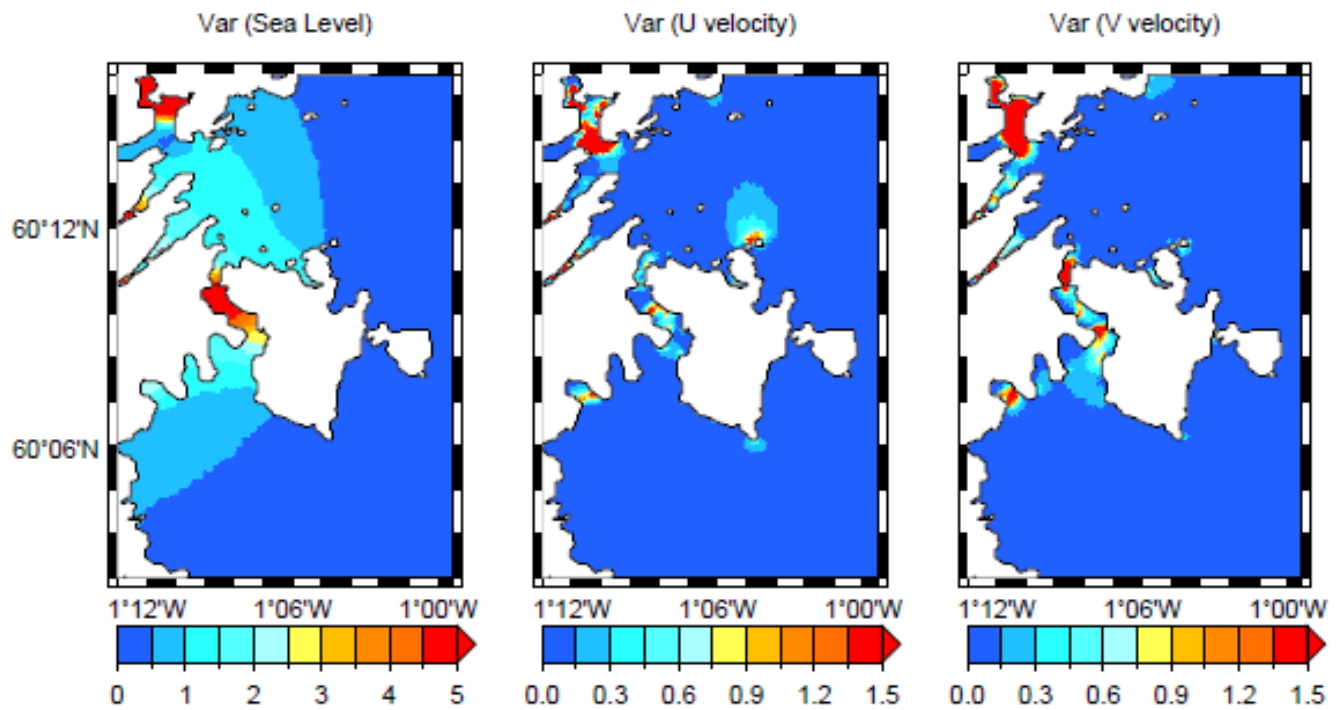 Var (Sea Level) Var (U velocity) Var (V velocity)
60°12'N
60°06'N
1°12'W 1°06'W 1°00'W 1°12'W 1°06'W 1°00'W 1°12'W 1°06'W 1°00'W
0 1 2 3 4 5 0.0 0.3 0.6 0.9 1.2 1.5 0.0 0.3 0.6 0.9 1.2 1.5